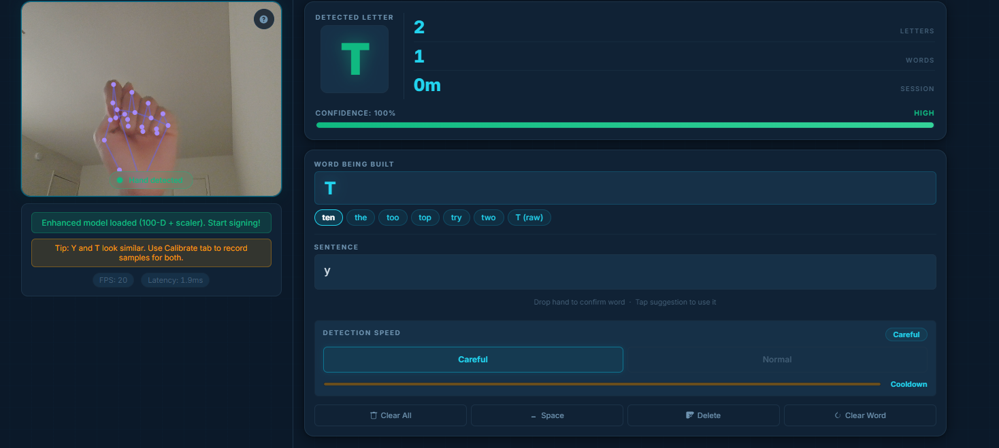 DETECTED LETTER
T
2 LETTERS
1 WORDS
0m SESSION
CONFIDENCE: 100% HIGH
Hand detected
Enhanced model loaded (100-D + scaler). Start signing!
Tip: Y and T look similar. Use Calibrate tab to record
samples for both.
FPS: 20 Latency: 1.9ms
WORD BEING BUILT
T
ten the too top try two T (raw)
SENTENCE
y
Drop hand to confirm word · Tap suggestion to use it
DETECTION SPEED Careful
Careful Normal
Cooldown
Clear All Space Delete Clear Word